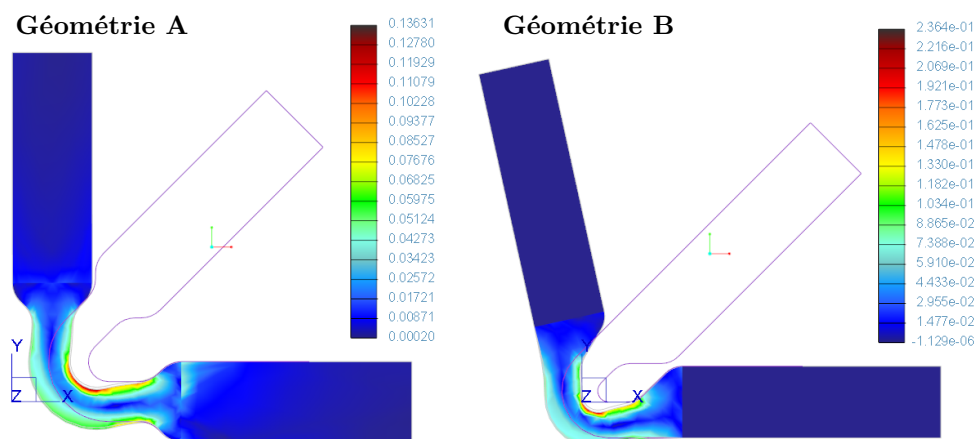 Géométrie A
0.13631
0.12780
0.11929
0.11079
0.10228
0.09377
0.08527
0.07676
0.06825
0.05975
0.05124
0.04273
0.03423
0.02572
0.01721
0.00871
0.00020
Y
Z
X
Géométrie B
2.364e-01
2.216e-01
2.069e-01
1.921e-01
1.773e-01
1.625e-01
1.478e-01
1.330e-01
1.182e-01
1.034e-01
8.865e-02
7.388e-02
5.910e-02
4.433e-02
2.955e-02
1.477e-02
-1.129e-06
Y
Z
X